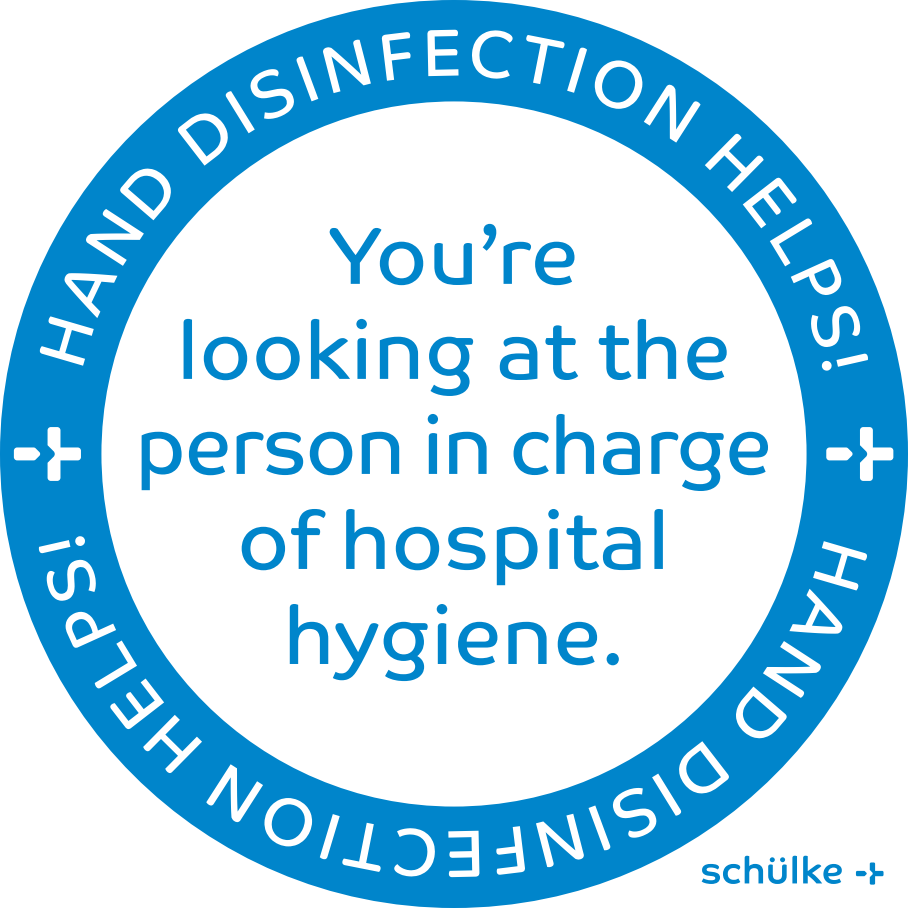 HAND DISINFECTION HELPS!
You’re
looking at the
person in charge
of hospital
hygiene.
HAND DISINFECTION HELPS!
schülke